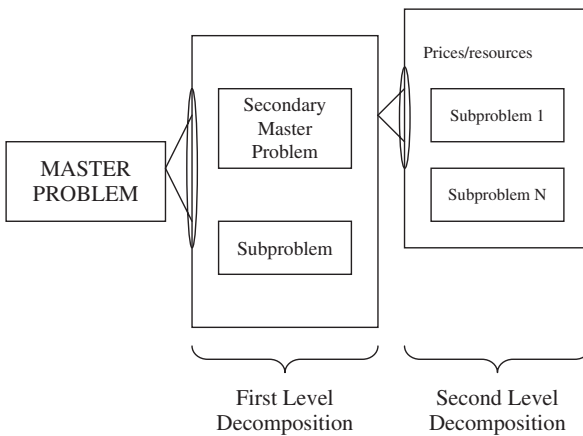 MASTER
PROBLEM
Secondary
Master
Problem
Subproblem
Prices/resources
Subproblem 1
Subproblem N
First Level
Decomposition
Second Level
Decomposition